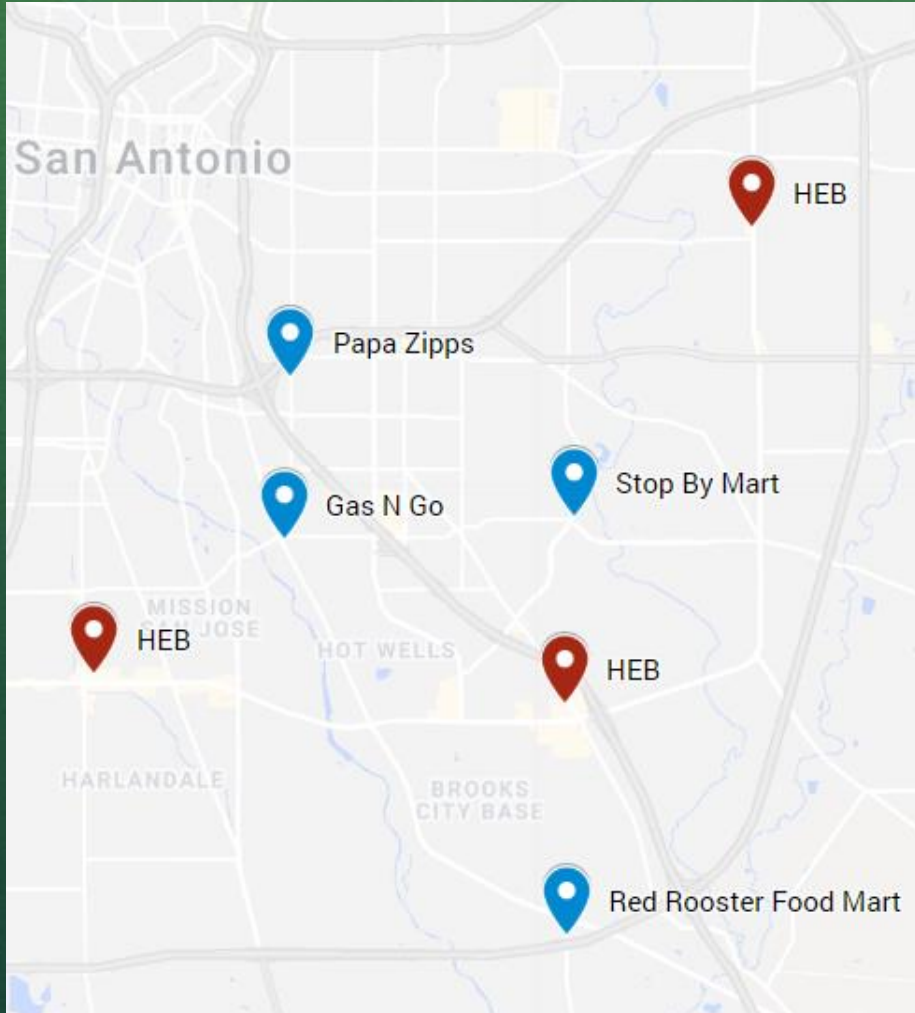 San Antonio
HEB
Papa Zipps
Stop By Mart
Gas N Go
MISSION
SAN JOSE
HEB
HOT WELLS
HEB
HARLANDALE
BROOKS
CITY BASE
Red Rooster Food Mart